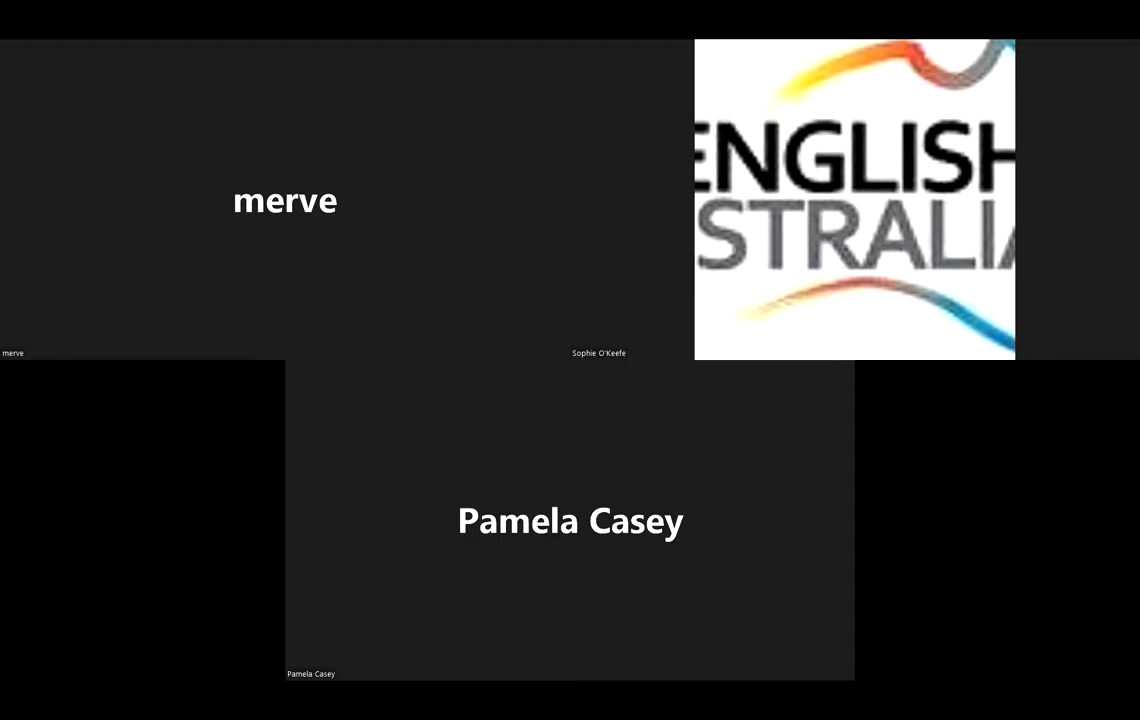 merve
ENGLISH
STRALIA
merve
Sophie O'Keefe
Pamela Casey
Pamela Casey